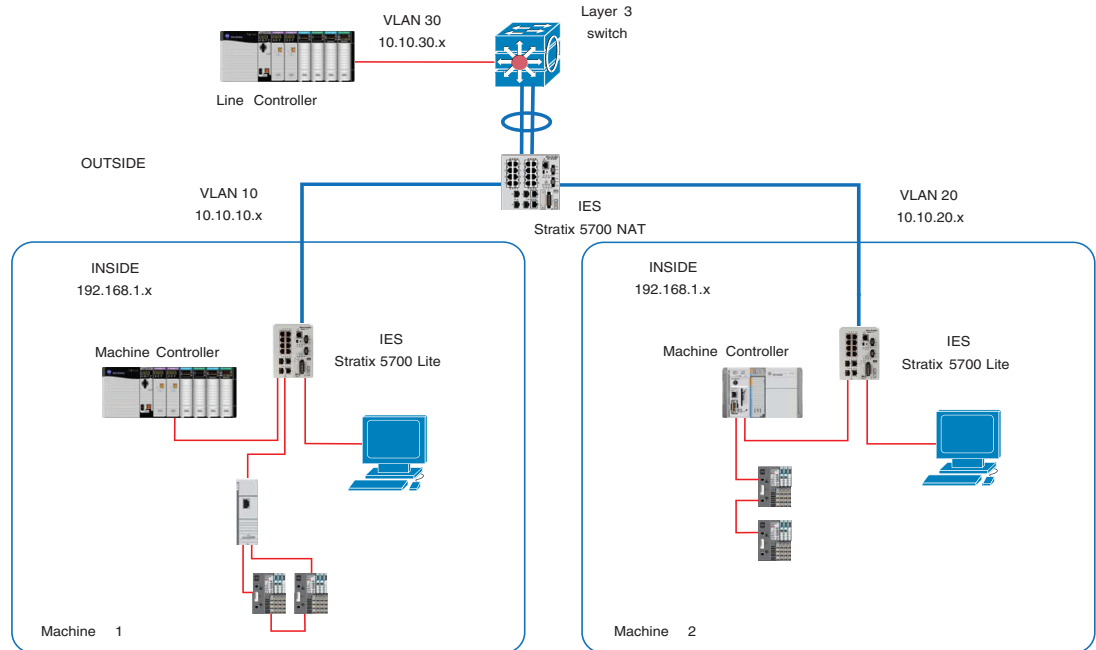 VLAN 30
10.10.30.x
Layer 3
switch
Line Controller
OUTSIDE
VLAN 10
10.10.10.x
IES
Stratix 5700 NAT
VLAN 20
10.10.20.x
INSIDE
192.168.1.x
IES
Stratix 5700 Lite
Machine Controller
Machine 1
INSIDE
192.168.1.x
Machine Controller
IES
Stratix 5700 Lite
Machine 2